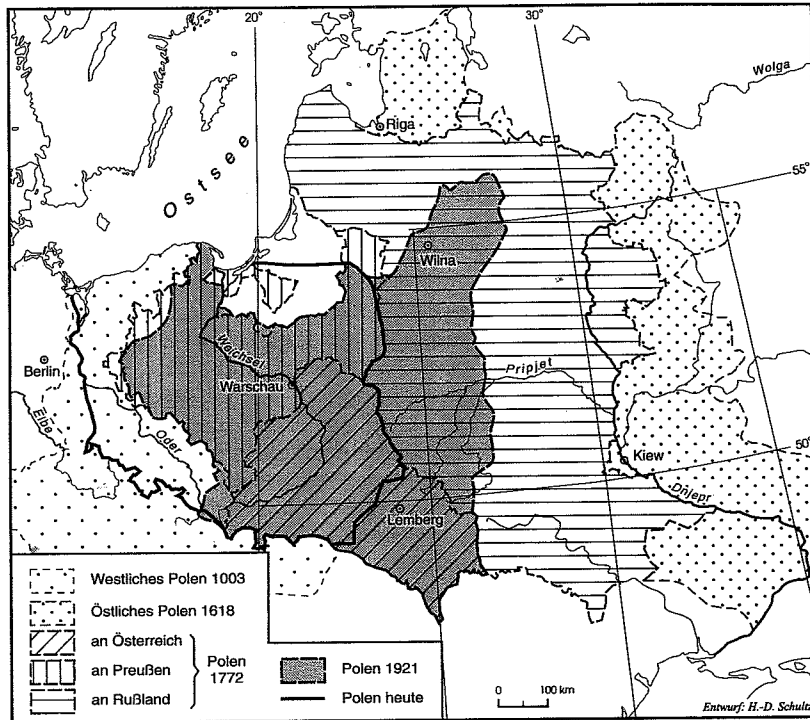 20°
30°
Wolga
Riga
55°
Ostsee
Wilna
Berlin
Weichsel
Warschau
Pripjet
Elbe
Oder
50°
Kiew
Dnjepr
Lemberg
Westliches Polen 1003
Östliches Polen 1618
an Österreich
an Preußen
Polen 1772
an Rußland
Polen 1921
Polen heute
0 100 km
Entwurf: H.-D. Schultz